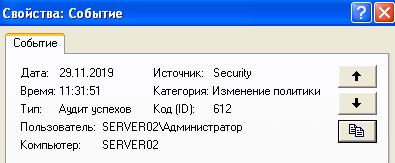 Свойства: Событие
Событие
Дата: 29.11.2019 Источник: Security
Время: 11:31:51 Категория: Изменение политики
Тип: Аудит успехов Код (ID): 612
Пользователь: SERVER02\Администратор
Компьютер: SERVER02